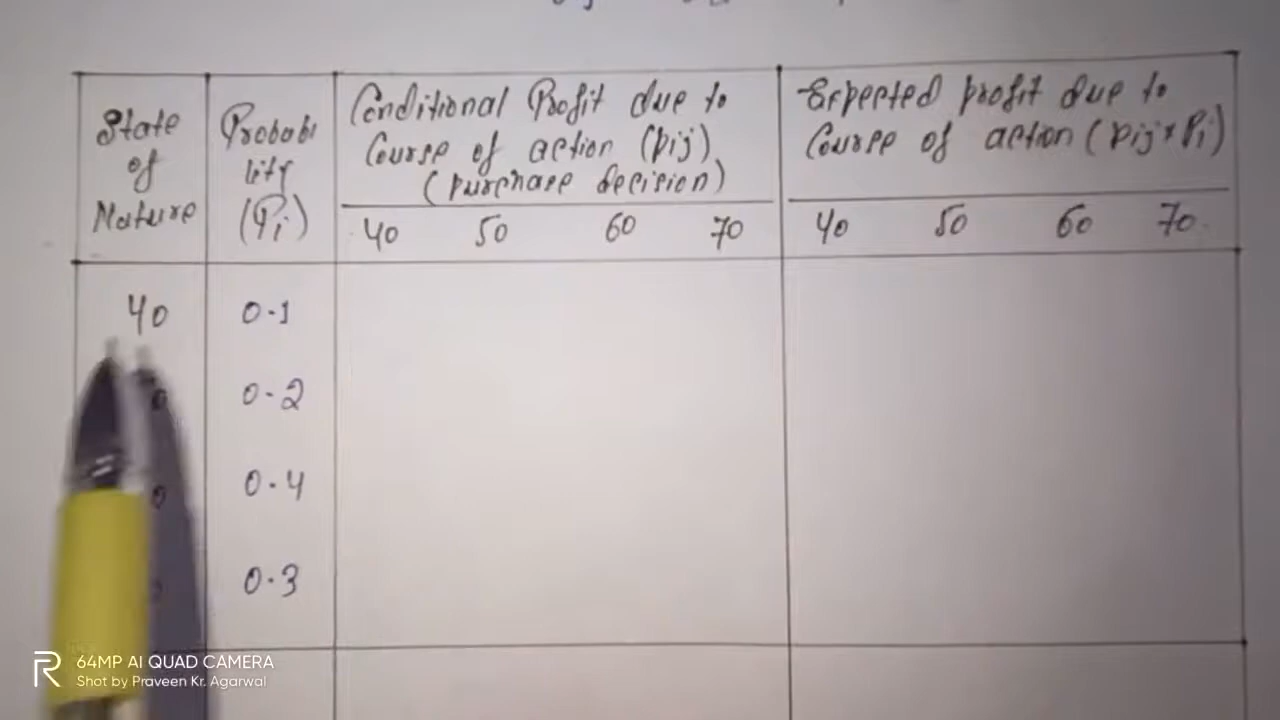 State
of
Nature
Probabi
lity
(Pi)
Conditional Profit due to
Course of action (Pij)
(purchase decision)
40 50 60 70
Expected profit due to
Course of action (Pij × Pi)
40 50 60 70
40 0.1
0 0.2
0 0.4
0.3
64MP AI QUAD CAMERA
Shot by Praveen Kr. Agarwal